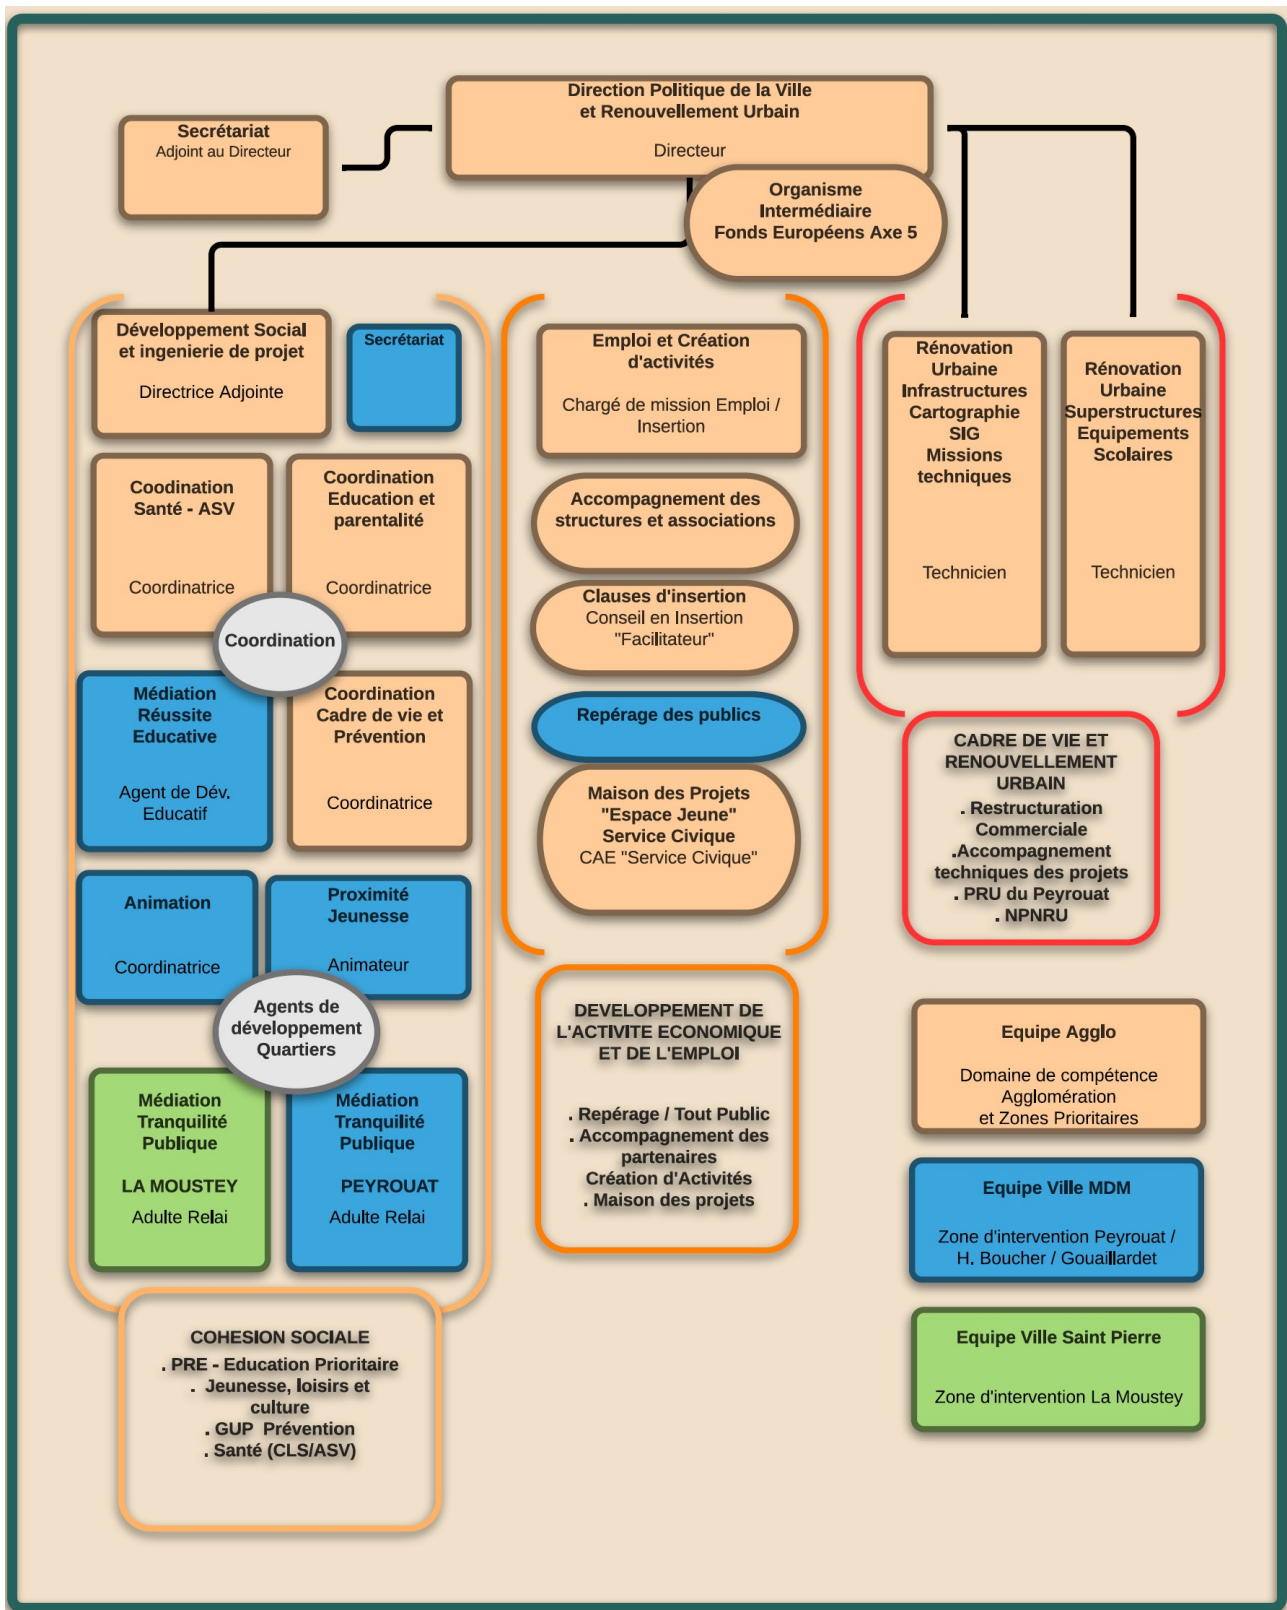 Direction Politique de la Ville
et Renouvellement Urbain
Directeur
Secrétariat
Adjoint au Directeur
Organisme
Intermédiaire
Fonds Européens Axe 5
Développement Social
et ingenierie de projet
Directrice Adjointe
Secrétariat
Coodination
Santé - ASV
Coordinatrice
Coordination
Education et
parentalité
Coordinatrice
Coordination
Médiation
Réussite
Educative
Agent de Dév.
Educatif
Coordination
Cadre de vie et
Prévention
Coordinatrice
Animation
Coordinatrice
Proximité
Jeunesse
Animateur
Agents de
développement
Quartiers
Médiation
Tranquilité
Publique
LA MOUSTEY
Adulte Relai
Médiation
Tranquilité
Publique
PEYROUAT
Adulte Relai
COHESION SOCIALE
. PRE - Education Prioritaire
. Jeunesse, loisirs et
culture
. GUP Prévention
. Santé (CLS/ASV)
Emploi et Création
d'activités
Chargé de mission Emploi /
Insertion
Accompagnement des
structures et associations
Clauses d'insertion
Conseil en Insertion
"Facilitateur"
Repérage des publics
Maison des Projets
"Espace Jeune"
Service Civique
CAE "Service Civique"
DEVELOPPEMENT DE
L'ACTIVITE ECONOMIQUE
ET DE L'EMPLOI
. Repérage / Tout Public
. Accompagnement des
partenaires
Création d'Activités
. Maison des projets
Rénovation
Urbaine
Infrastructures
Cartographie
SIG
Missions
techniques
Technicien
Rénovation
Urbaine
Superstructures
Equipements
Scolaires
Technicien
CADRE DE VIE ET
RENOUVELLEMENT
URBAIN
. Restructuration
Commerciale
.Accompagnement
techniques des projets
. PRU du Peyrouat
. NPNRU
Equipe Agglo
Domaine de compétence
Agglomération
et Zones Prioritaires
Equipe Ville MDM
Zone d'intervention Peyrouat /
H. Boucher / Gouaillardet
Equipe Ville Saint Pierre
Zone d'intervention La Moustey